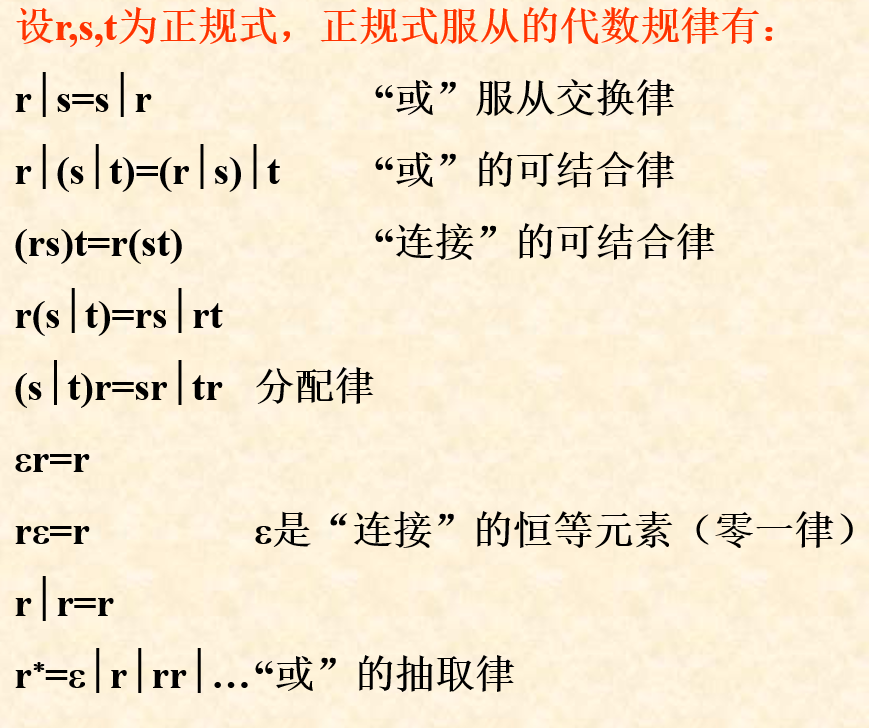 设r,s,t为正规式，正规式服从的代数规律有：
r│s=s│r “或”服从交换律
r│(s│t)=(r│s)│t “或”的可结合律
(rs)t=r(st) “连接”的可结合律
r(s│t)=rs│rt
(s│t)r=sr│tr 分配律
εr=r
rε=r ε是“连接”的恒等元素（零一律）
r│r=r
r*=ε│r│rr│…“或”的抽取律